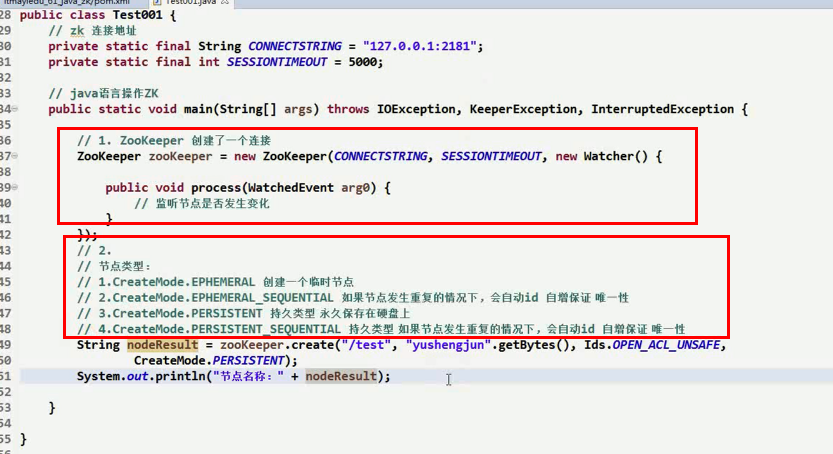 itmayiedu_61_java_zk/pom.xml Test001.java
28 public class Test001 {
29 // zk 连接地址
30 private static final String CONNECTSTRING = "127.0.0.1:2181";
31 private static final int SESSIONTIMEOUT = 5000;
32
33 // java语言操作ZK
34 public static void main(String[] args) throws IOException, KeeperException, InterruptedException {
35
36 // 1. ZooKeeper 创建了一个连接
37 ZooKeeper zooKeeper = new ZooKeeper(CONNECTSTRING, SESSIONTIMEOUT, new Watcher() {
38
39 public void process(WatchedEvent arg0) {
40 // 监听节点是否发生变化
41 }
42 });
43 // 2.
44 // 节点类型：
45 // 1.CreateMode.EPHEMERAL 创建一个临时节点
46 // 2.CreateMode.EPHEMERAL_SEQUENTIAL 如果节点发生重复的情况下，会自动id 自增保证 唯一性
47 // 3.CreateMode.PERSISTENT 持久类型 永久保存在硬盘上
48 // 4.CreateMode.PERSISTENT_SEQUENTIAL 持久类型 如果节点发生重复的情况下，会自动id 自增保证 唯一性
49 String nodeResult = zooKeeper.create("/test", "yushengjun".getBytes(), Ids.OPEN_ACL_UNSAFE,
50 CreateMode.PERSISTENT);
51 System.out.println("节点名称：" + nodeResult);
52
53 }
54
55 }